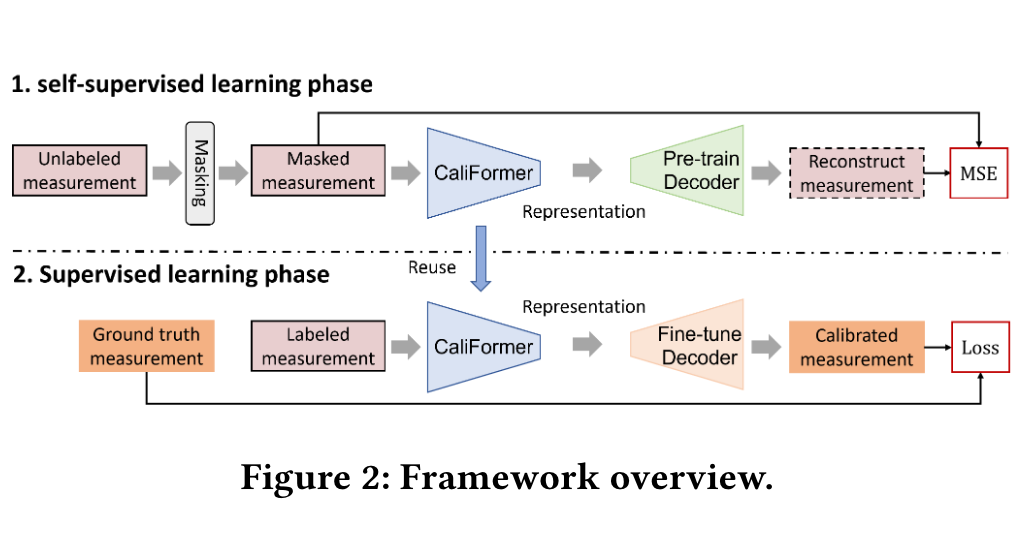 1. self-supervised learning phase
Unlabeled
measurement
Masking
Masked
measurement
CaliFormer
Representation
Pre-train
Decoder
Reconstruct
measurement
MSE
Reuse
2. Supervised learning phase
Ground truth
measurement
Labeled
measurement
CaliFormer
Representation
Fine-tune
Decoder
Calibrated
measurement
Loss
Figure 2: Framework overview.